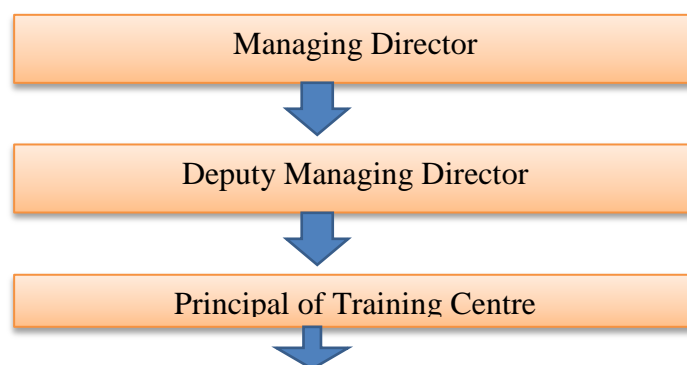 Managing Director
Deputy Managing Director
Principal of Training Centre